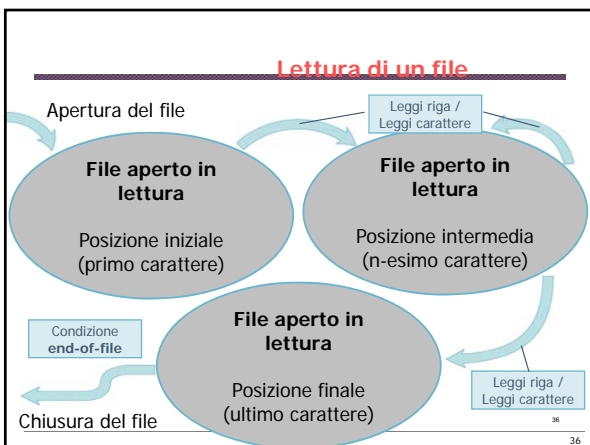 Lettura di un file
Apertura del file
Leggi riga /
Leggi carattere
File aperto in
lettura
Posizione iniziale
(primo carattere)
File aperto in
lettura
Posizione intermedia
(n-esimo carattere)
File aperto in
lettura
Posizione finale
(ultimo carattere)
Condizione
end-of-file
Leggi riga /
Leggi carattere
Chiusura del file
36
36